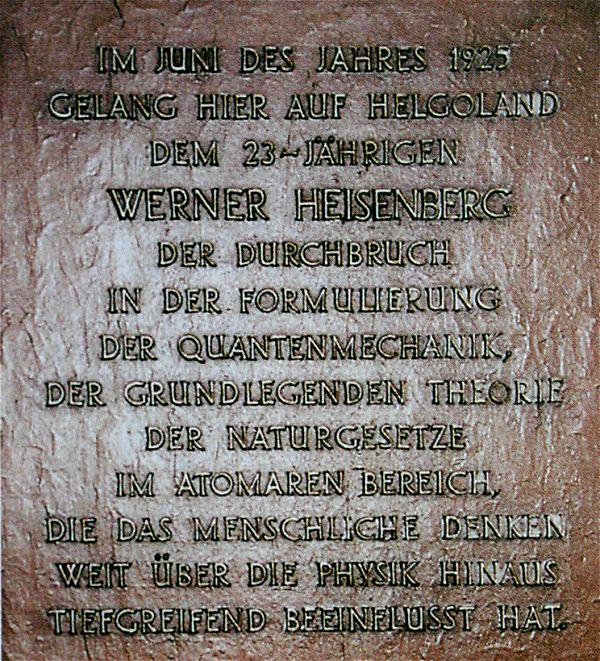 IM JUNI DES JAHRES 1925
GELANG HIER AUF HELGOLAND
DEM 23-JÄHRIGEN
WERNER HEISENBERG
DER DURCHBRUCH
IN DER FORMULIERUNG
DER QUANTENMECHANIK,
DER GRUNDLEGENDEN THEORIE
DER NATURGESETZE
IM ATOMAREN BEREICH,
DIE DAS MENSCHLICHE DENKEN
WEIT ÜBER DIE PHYSIK HINAUS
TIEFGREIFEND BEEINFLUSST HAT.